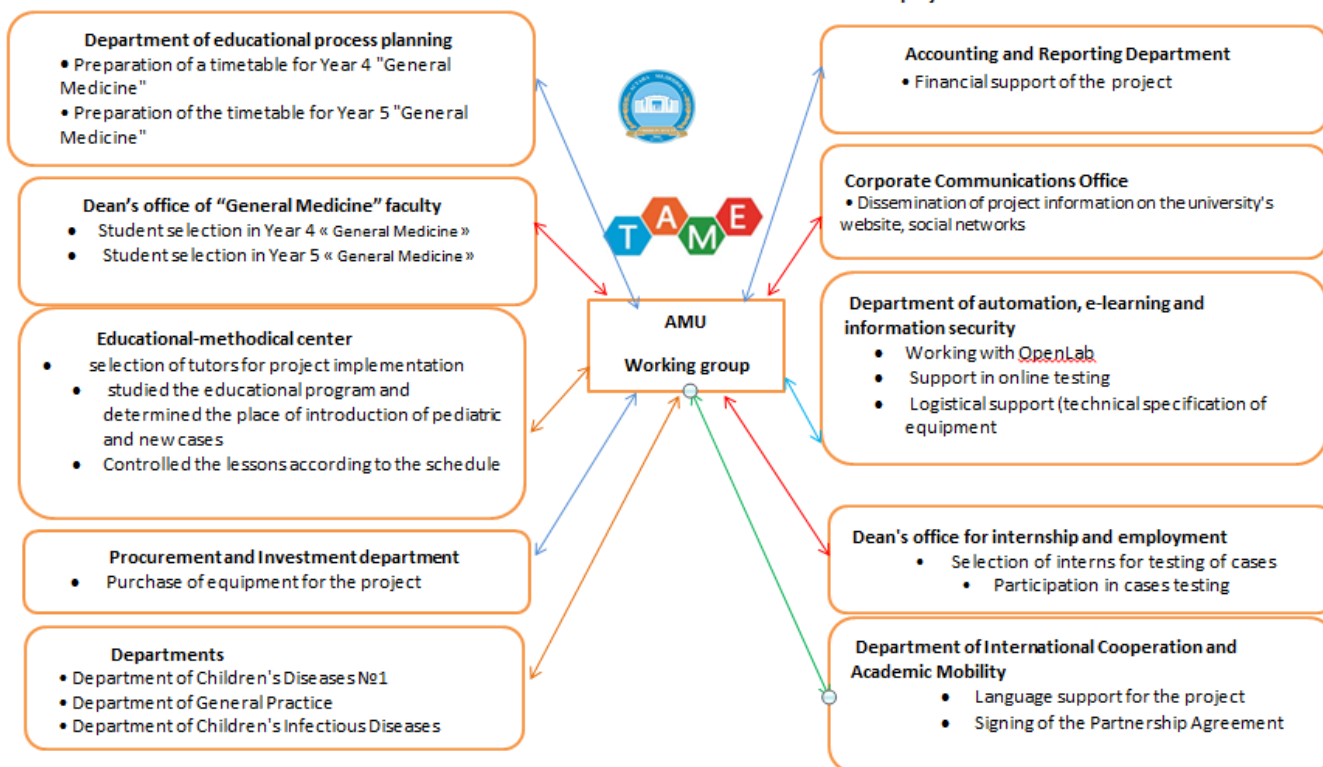 Department of educational process planning
• Preparation of a timetable for Year 4 "General
Medicine"
• Preparation of the timetable for Year 5 "General
Medicine"
Dean's office of “General Medicine” faculty
• Student selection in Year 4 « General Medicine »
• Student selection in Year 5 « General Medicine »
Educational-methodical center
• selection of tutors for project implementation
• studied the educational program and
determined the place of introduction of pediatric
and new cases
• Controlled the lessons according to the schedule
Procurement and Investment department
• Purchase of equipment for the project
Departments
• Department of Children's Diseases №1
• Department of General Practice
• Department of Children's Infectious Diseases
TAME
AMU
Working group
Accounting and Reporting Department
• Financial support of the project
Corporate Communications Office
• Dissemination of project information on the university's
website, social networks
Department of automation, e-learning and
information security
• Working with OpenLab
• Support in online testing
• Logistical support (technical specification of
equipment
Dean's office for internship and employment
• Selection of interns for testing of cases
• Participation in cases testing
Department of International Cooperation and
Academic Mobility
• Language support for the project
• Signing of the Partnership Agreement